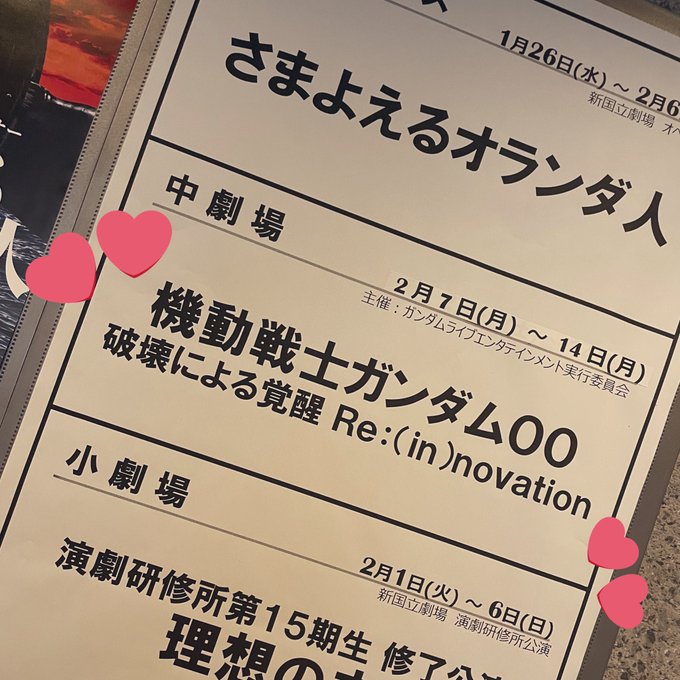 1月26日(水) ～ 2月6
新国立劇場 オペ
さまよえるオランダ人
中劇場
2月7日(月) ～ 14日(月)
主催：ガンダムライブエンタテインメント実行委員会
機動戦士ガンダム00
破壊による覚醒 Re:(in)novation
小劇場
2月1日(火) ～ 6日(日)
新国立劇場 演劇研修所公演
演劇研修所第15期生 修了公演
理想の